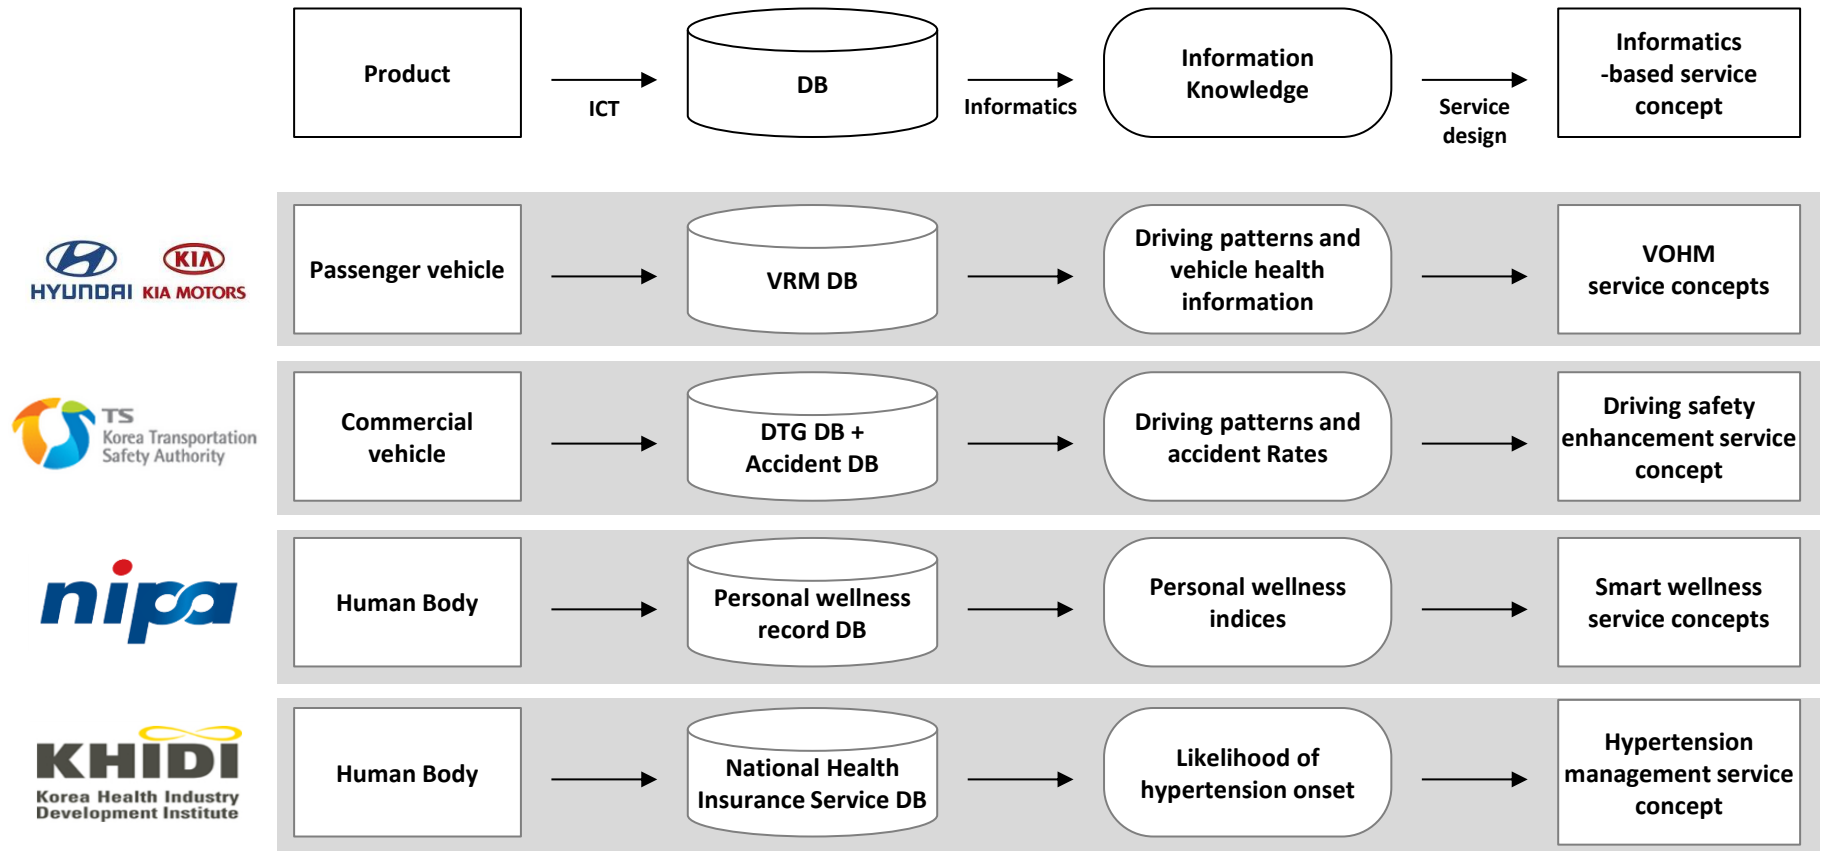 Product
ICT
DB
Informatics
Information
Knowledge
Service
design
Informatics
-based service
concept
HYUNDAI
KIA
KIA MOTORS
Passenger vehicle
VRM DB
Driving patterns and
vehicle health
information
VOHM
service concepts
TS
Korea Transportation
Safety Authority
Commercial
vehicle
DTG DB +
Accident DB
Driving patterns and
accident Rates
Driving safety
enhancement service
concept
nipa
Human Body
Personal wellness
record DB
Personal wellness
indices
Smart wellness
service concepts
KHIDI
Korea Health Industry
Development Institute
Human Body
National Health
Insurance Service DB
Likelihood of
hypertension onset
Hypertension
management service
concept